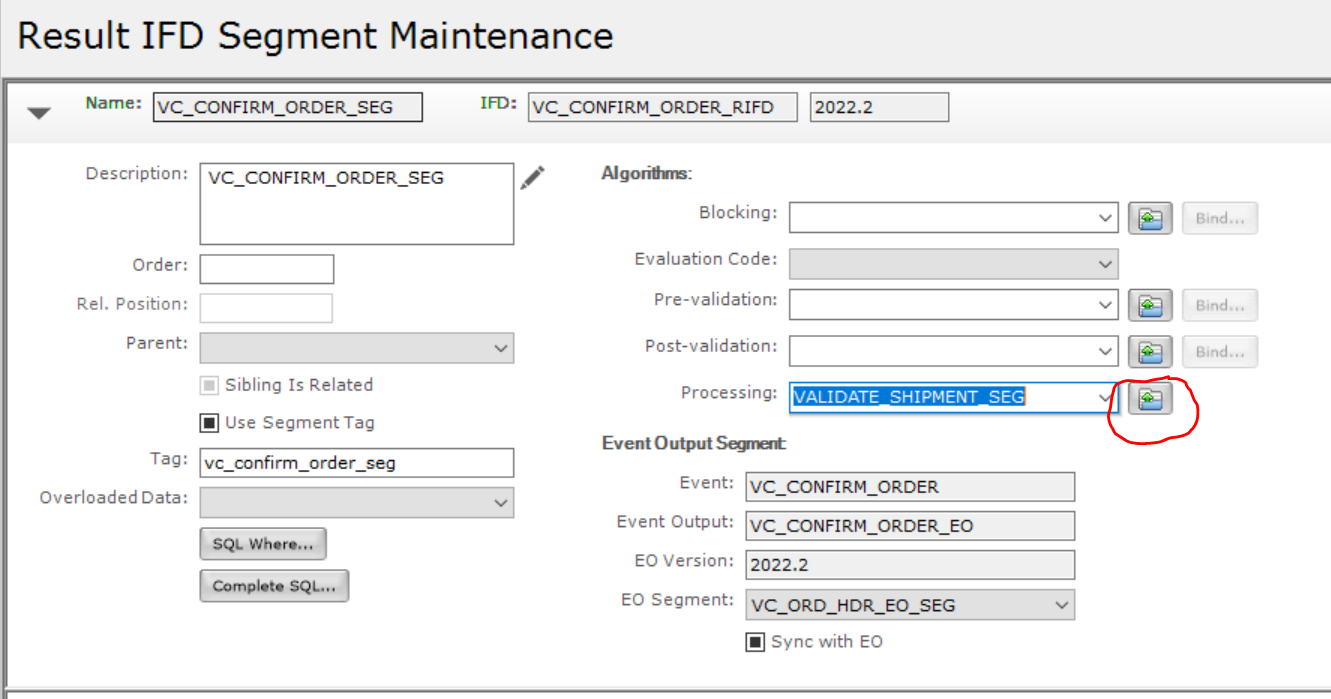 Result IFD Segment Maintenance
Name: VC_CONFIRM_ORDER_SEG IFD: VC_CONFIRM_ORDER_RIFD 2022.2
Description: VC_CONFIRM_ORDER_SEG
Order:
Rel. Position:
Parent:
Sibling Is Related
Use Segment Tag
Tag: vc_confirm_order_seg
Overloaded Data:
SQL Where...
Complete SQL...
Algorithms:
Blocking: Bind...
Evaluation Code:
Pre-validation: Bind...
Post-validation: Bind...
Processing: VALIDATE_SHIPMENT_SEG
Event Output Segment:
Event: VC_CONFIRM_ORDER
Event Output: VC_CONFIRM_ORDER_EO
EO Version: 2022.2
EO Segment: VC_ORD_HDR_EO_SEG
Sync with EO